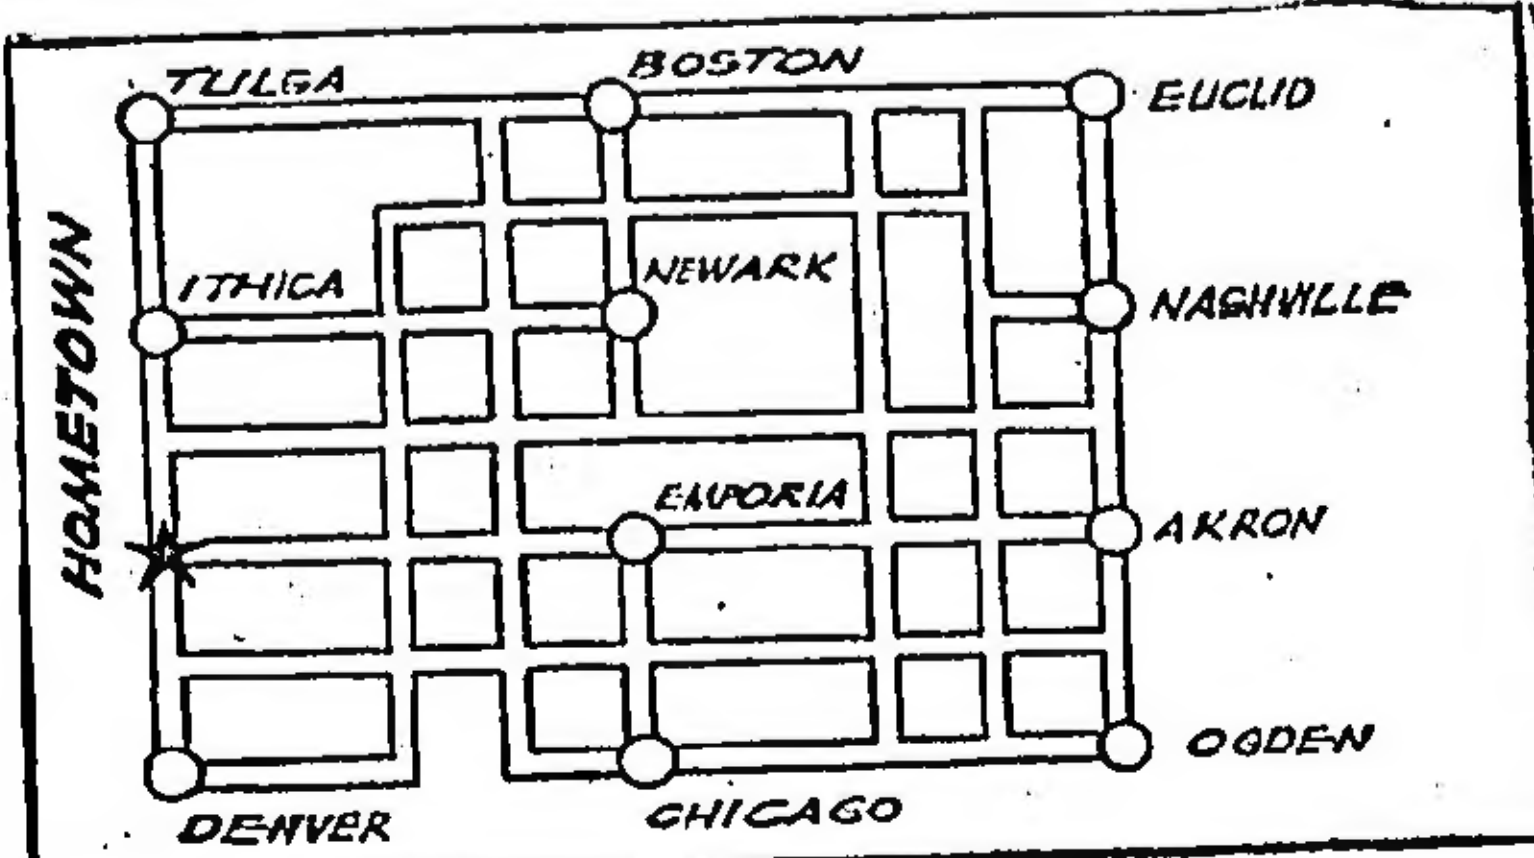 TULGA
BOSTON
EUCLID
HOMETOWN
ITHICA
NEWARK
NASHVILLE
EMPORIA
AKRON
OGDEN
DENVER
CHICAGO